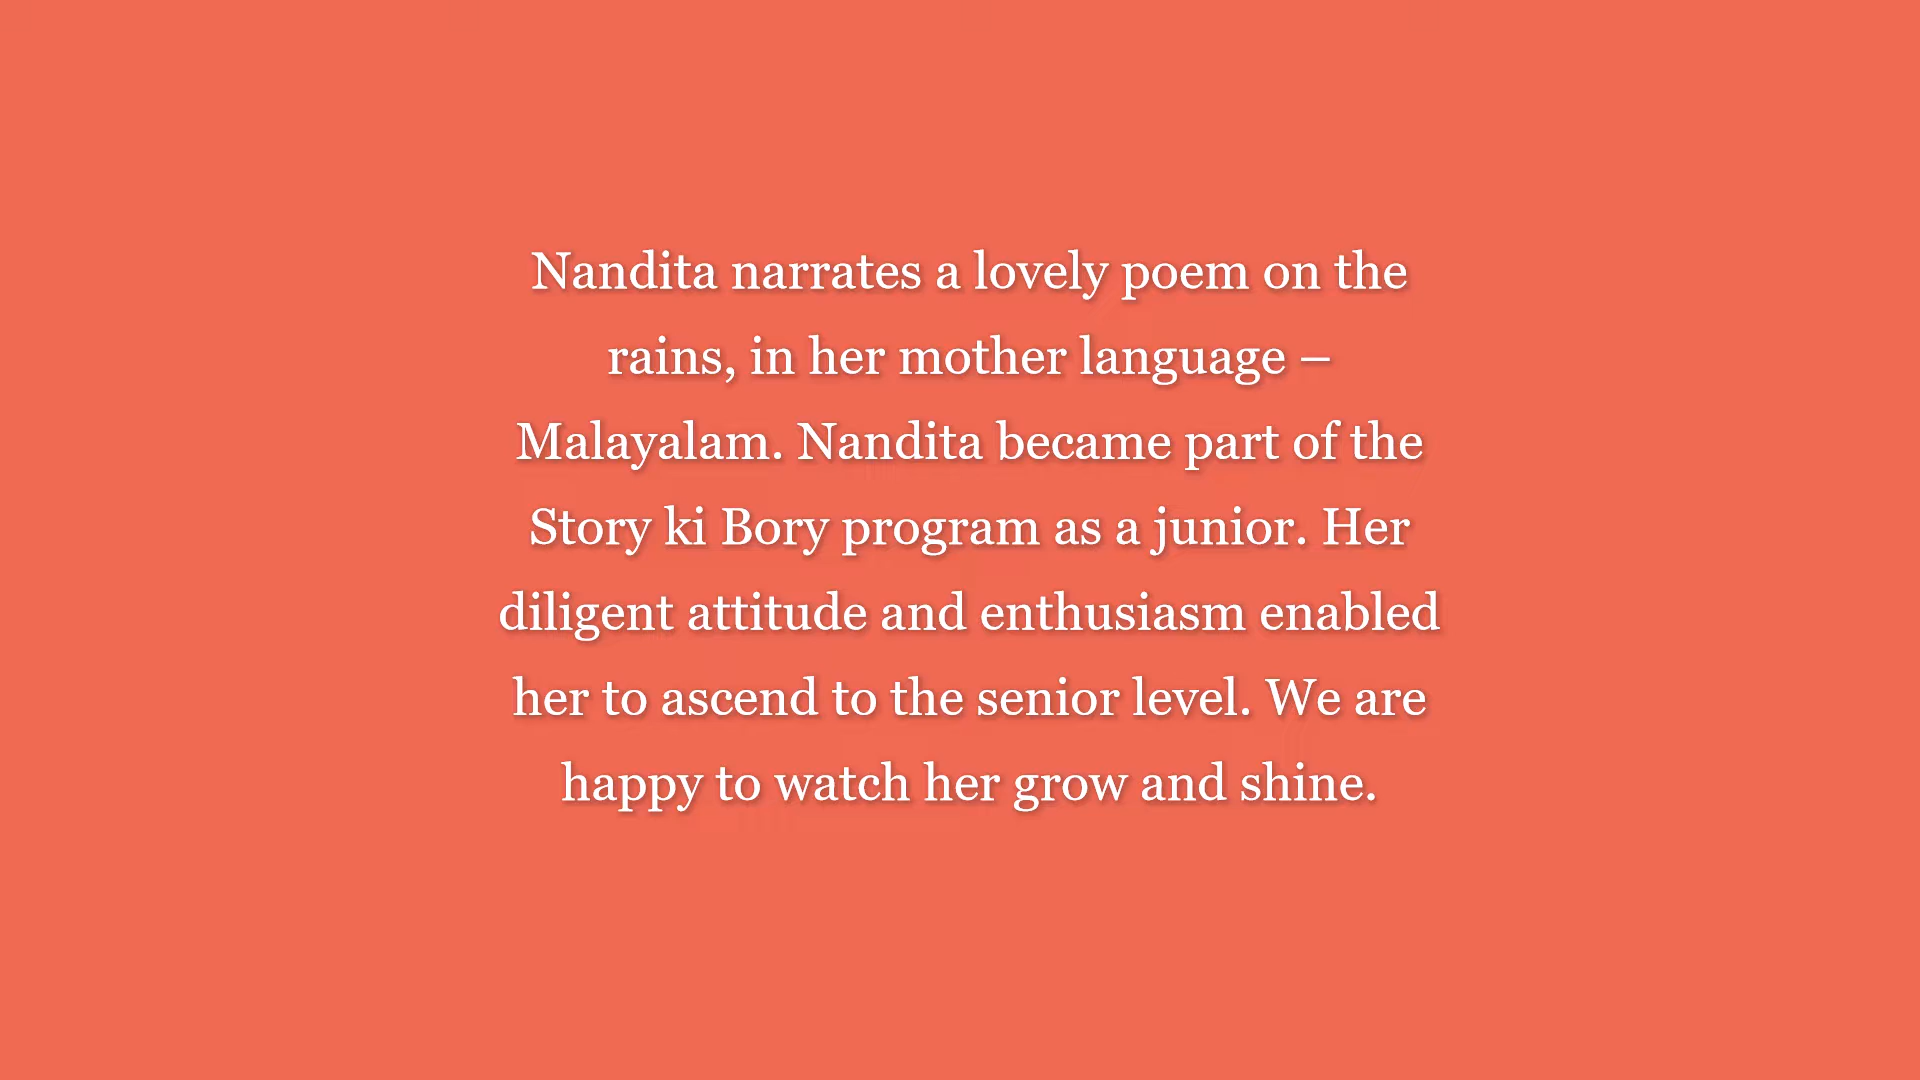 Nandita narrates a lovely poem on the
rains, in her mother language –
Malayalam. Nandita became part of the
Story ki Bory program as a junior. Her
diligent attitude and enthusiasm enabled
her to ascend to the senior level. We are
happy to watch her grow and shine.